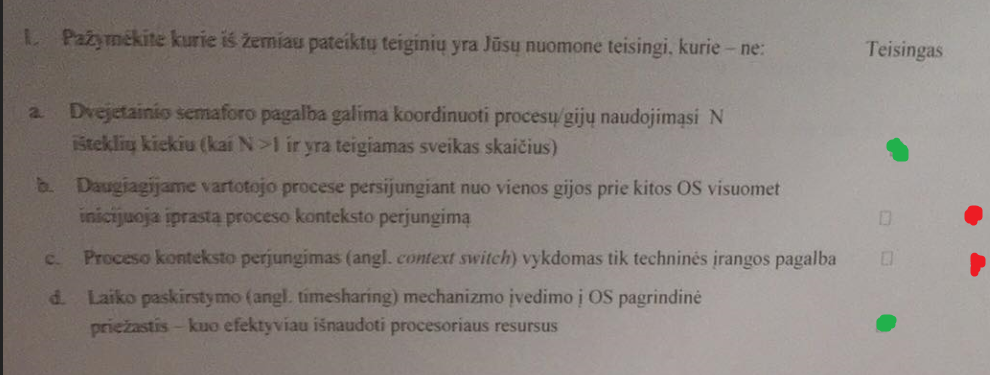 1. Pažymėkite kurie iš žemiau pateiktų teiginių yra Jūsų nuomone teisingi, kurie – ne: Teisingas
a. Dvejetainio semaforo pagalba galima koordinuoti procesų/gijų naudojimąsi N
išteklių kiekiu (kai N >1 ir yra teigiamas sveikas skaičius)
b. Daugiagijame vartotojo procese persijungiant nuo vienos gijos prie kitos OS visuomet
inicijuoja įprastą proceso konteksto perjungimą
c. Proceso konteksto perjungimas (angl. context switch) vykdomas tik techninės įrangos pagalba
d. Laiko paskirstymo (angl. timesharing) mechanizmo įvedimo į OS pagrindinė
priežastis – kuo efektyviau išnaudoti procesoriaus resursus